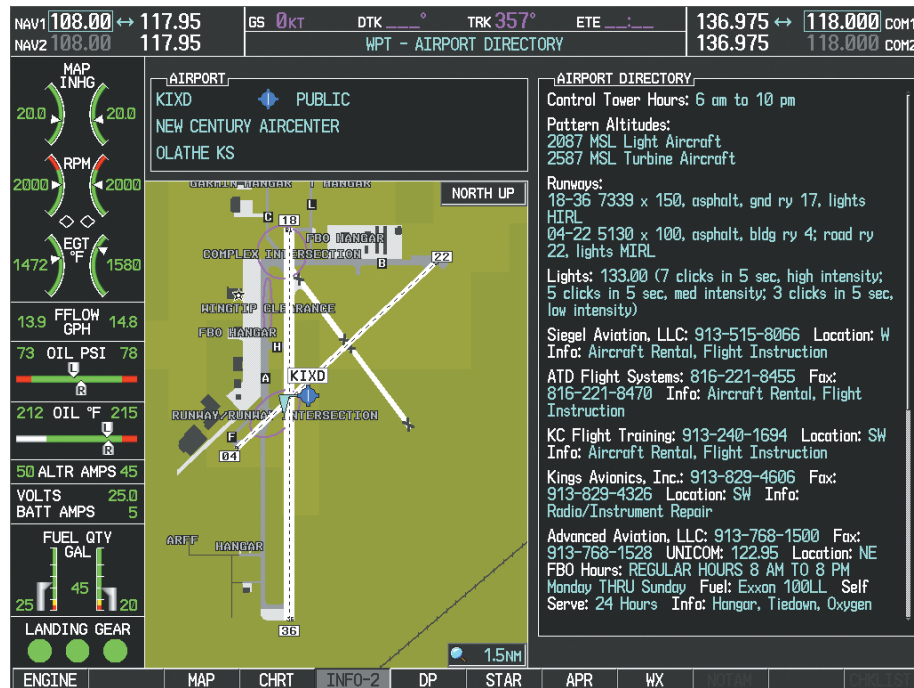 NAV1 108.00 ↔ 117.95
NAV2 108.00 117.95
GS 0KT DTK ___° TRK 357° ETE __:__
WPT - AIRPORT DIRECTORY
136.975 ↔ 118.000 COM1
136.975 118.000 COM2
MAP
INHG
20.0 20.0
RPM
2000 2000
EGT
°F
1472 1580
13.9 FFLOW GPH 14.8
73 OIL PSI 78
L
R
212 OIL °F 215
L
R
50 ALTR AMPS 45
VOLTS 25.0
BATT AMPS 5
FUEL QTY
GAL
45
25 20
LANDING GEAR
AIRPORT
KIXD PUBLIC
NEW CENTURY AIRCENTER
OLATHE KS
NORTH UP
GARMIN HANGAR T HANGAR
L
C
18
FBO HANGAR
COMPLEX INTERSECTION
B
22
WINGTIP CLEARANCE
FBO HANGAR
H
KIXD
A
RUNWAY/RUNWAY INTERSECTION
F
04
ARFF HANGAR
36
1.5NM
AIRPORT DIRECTORY
Control Tower Hours: 6 am to 10 pm
Pattern Altitudes:
2087 MSL Light Aircraft
2587 MSL Turbine Aircraft
Runways:
18-36 7339 x 150, asphalt, gnd ry 17, lights
HIRL
04-22 5130 x 100, asphalt, bldg ry 4; road ry
22, lights MIRL
Lights: 133.00 (7 clicks in 5 sec, high intensity;
5 clicks in 5 sec, med intensity; 3 clicks in 5 sec,
low intensity)
Siegel Aviation, LLC: 913-515-8066 Location: W
Info: Aircraft Rental, Flight Instruction
ATD Flight Systems: 816-221-8455 Fax:
816-221-8470 Info: Aircraft Rental, Flight
Instruction
KC Flight Training: 913-240-1694 Location: SW
Info: Aircraft Rental, Flight Instruction
Kings Avionics, Inc.: 913-829-4606 Fax:
913-829-4326 Location: SW Info:
Radio/Instrument Repair
Advanced Aviation, LLC: 913-768-1500 Fax:
913-768-1528 UNICOM: 122.95 Location: NE
FBO Hours: REGULAR HOURS 8 AM TO 8 PM
Monday THRU Sunday Fuel: Exxon 100LL Self
Serve: 24 Hours Info: Hangar, Tiedown, Oxygen
ENGINE MAP CHRT INFO-2 DP STAR APR WX NOTAM CHKLIST